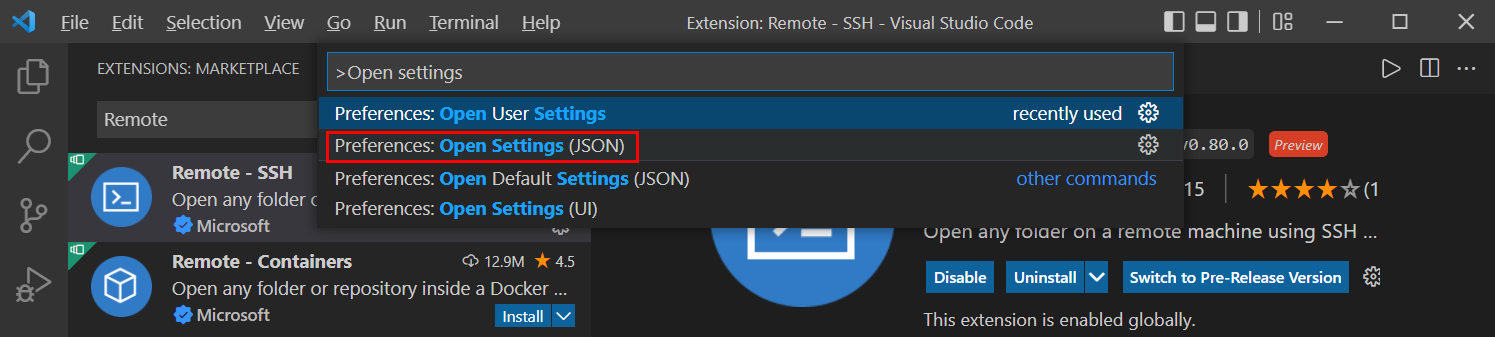 File Edit Selection View Go Run Terminal Help Extension: Remote - SSH - Visual Studio Code
EXTENSIONS: MARKETPLACE
Remote
>Open settings
Preferences: Open User Settings recently used
Preferences: Open Settings (JSON)
Preferences: Open Default Settings (JSON) other commands
Preferences: Open Settings (UI)
Remote - SSH
Open any folder o
Microsoft
Remote - Containers 12.9M 4.5
Open any folder or repository inside a Docker ...
Microsoft Install
v0.80.0 Preview
15 (1
Open any folder on a remote machine using SSH ...
Disable Uninstall Switch to Pre-Release Version
This extension is enabled globally.